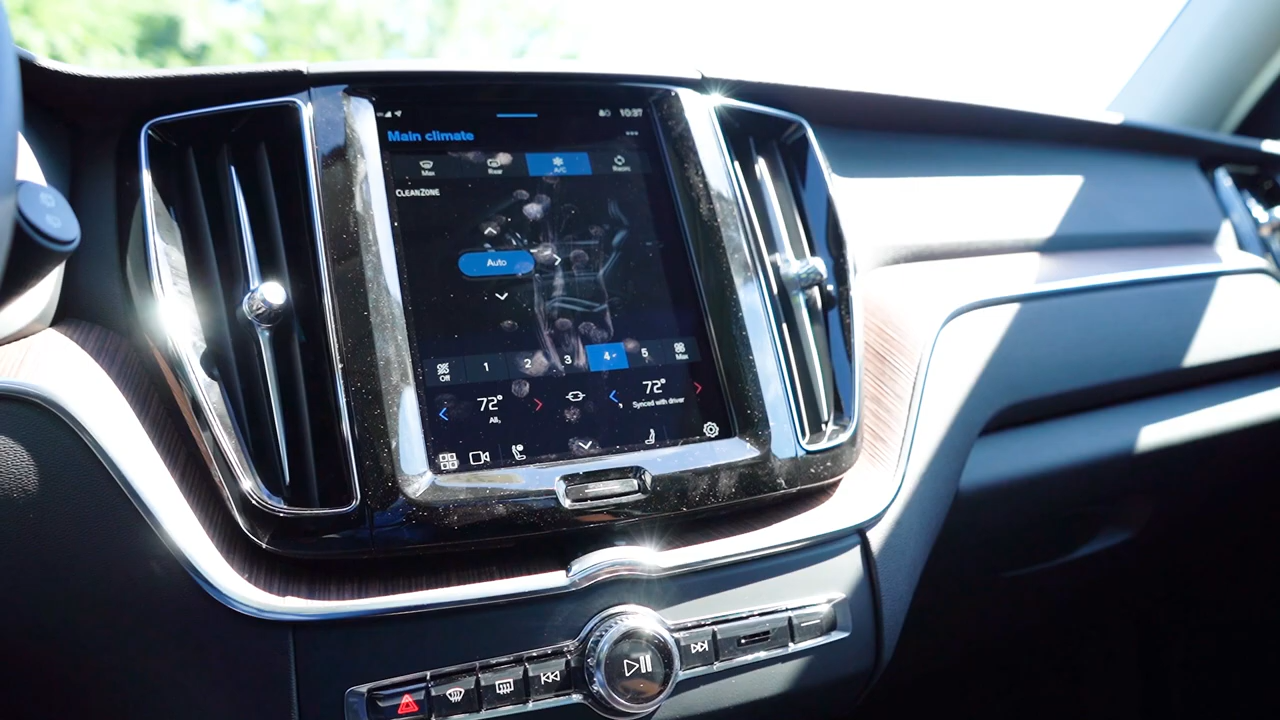 10:37
Main climate
Max Rear A/C Recirc
CLEANZONE
Auto
Off 1 2 3 4 5 Max
72° 72°
Synced with driver